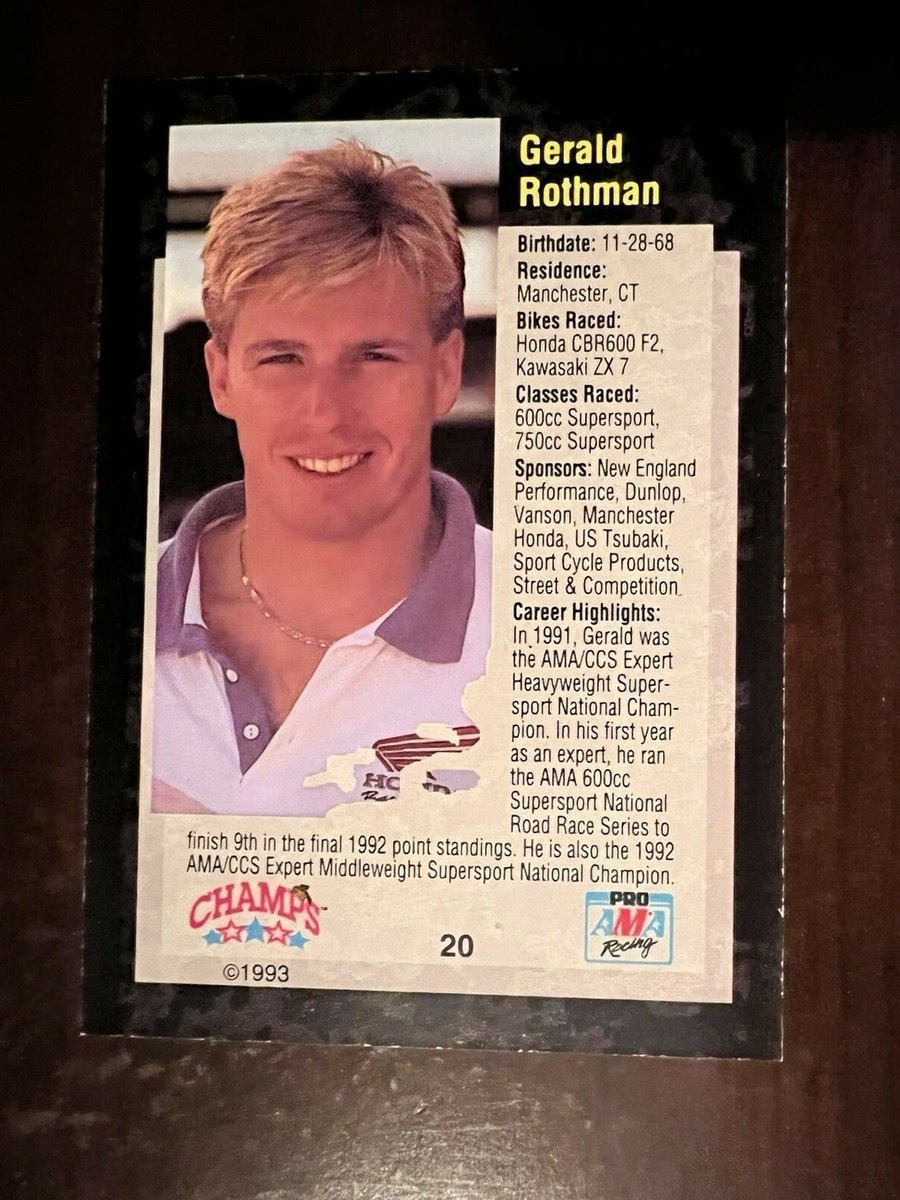 Gerald
Rothman
Birthdate: 11-28-68
Residence:
Manchester, CT
Bikes Raced:
Honda CBR600 F2,
Kawasaki ZX 7
Classes Raced:
600cc Supersport,
750cc Supersport
Sponsors: New England
Performance, Dunlop,
Vanson, Manchester
Honda, US Tsubaki,
Sport Cycle Products,
Street & Competition.
Career Highlights:
In 1991, Gerald was
the AMA/CCS Expert
Heavyweight Super-
sport National Cham-
pion. In his first year
as an expert, he ran
the AMA 600cc
Supersport National
Road Race Series to
finish 9th in the final 1992 point standings. He is also the 1992
AMA/CCS Expert Middleweight Supersport National Champion.
CHAMPS
©1993
20
PRO
AMA
Racing